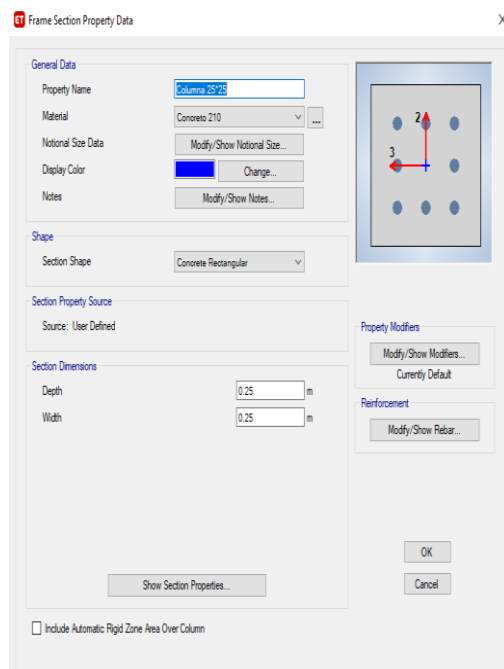 ET Frame Section Property Data X
General Data
Property Name Columna 25*25
Material Concreto 210 ...
Notional Size Data Modify/Show Notional Size...
Display Color Change...
Notes Modify/Show Notes...
2
3
Shape
Section Shape Concrete Rectangular
Section Property Source
Source: User Defined
Property Modifiers
Modify/Show Modifiers...
Currently Default
Section Dimensions
Depth 0.25 m
Width 0.25 m
Reinforcement
Modify/Show Rebar...
OK
Show Section Properties... Cancel
Include Automatic Rigid Zone Area Over Column